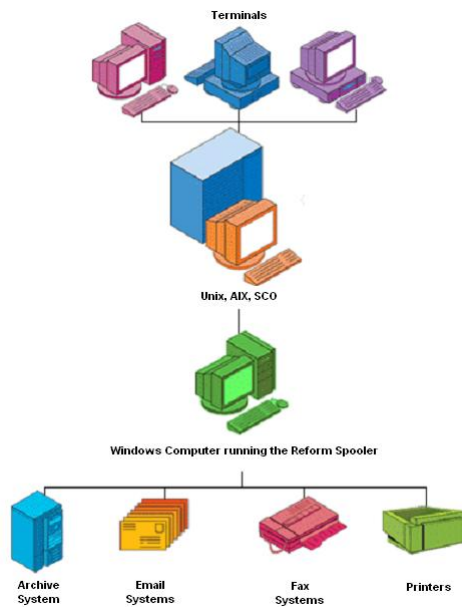 Terminals
Unix, AIX, SCO
Windows Computer running the Reform Spooler
Archive
System
Email
Systems
Fax
Systems
Printers